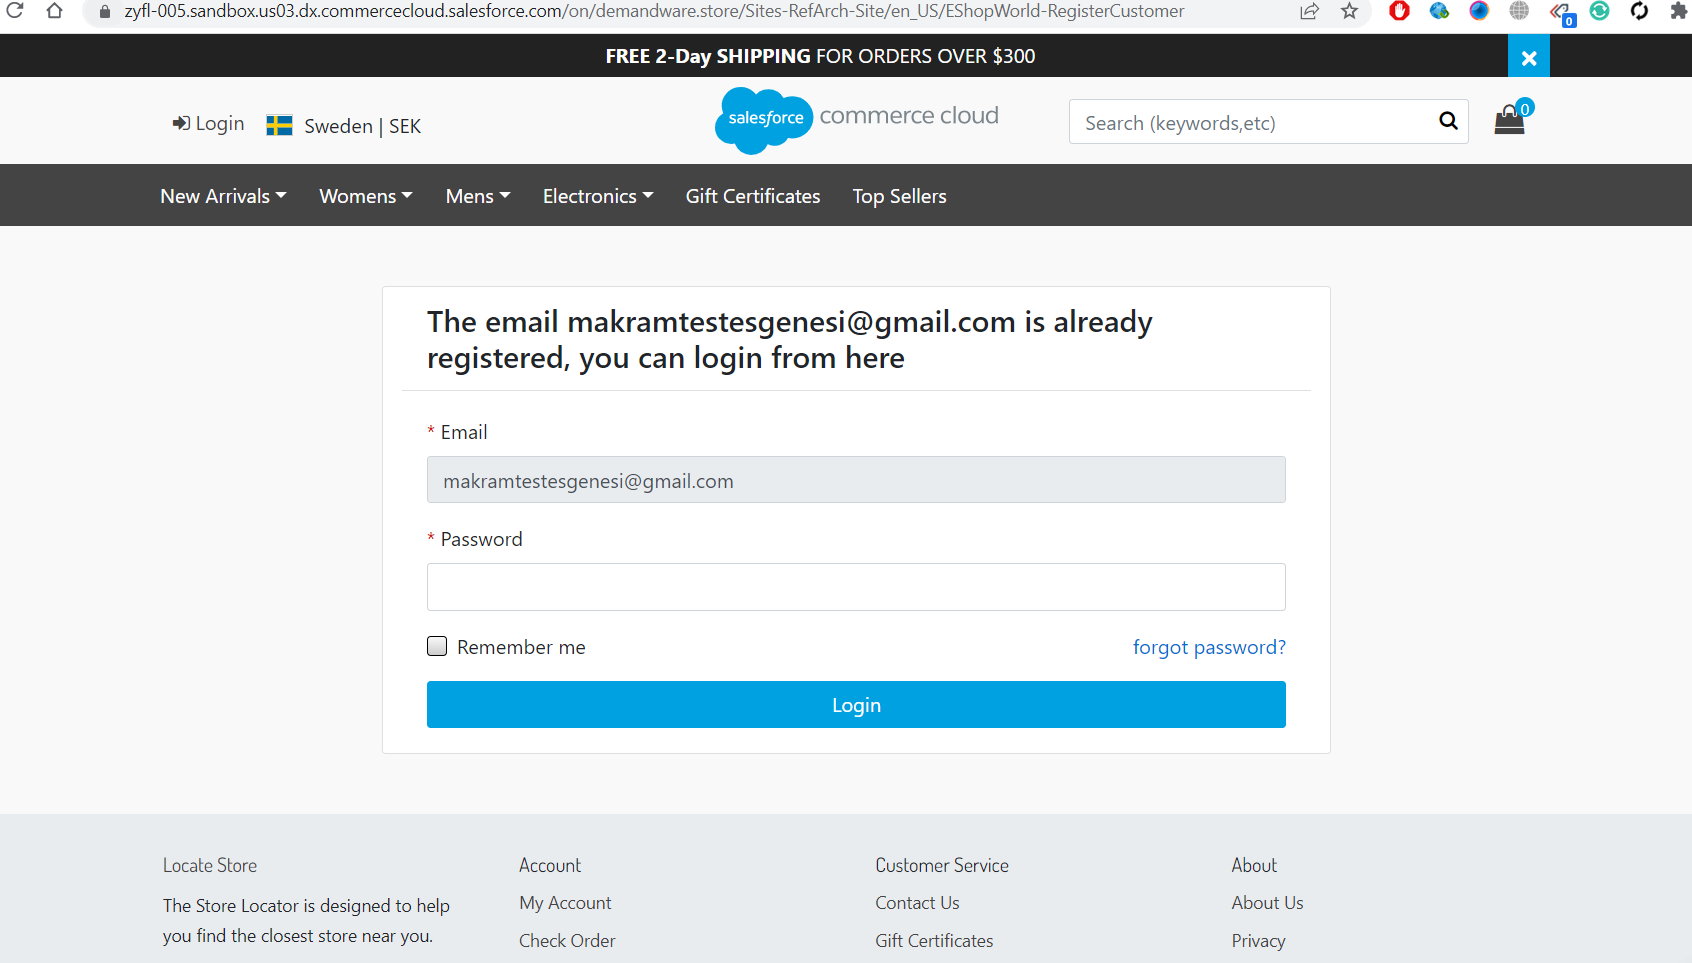 zyfl-005.sandbox.us03.dx.commercecloud.salesforce.com/on/demandware.store/Sites-RefArch-Site/en_US/EShopWorld-RegisterCustomer
0
FREE 2-Day SHIPPING FOR ORDERS OVER $300
Login
Sweden | SEK
salesforce commerce cloud
Search (keywords,etc)
0
New Arrivals Womens Mens Electronics Gift Certificates Top Sellers
The email makramtestesgenesi@gmail.com is already
registered, you can login from here
* Email
makramtestesgenesi@gmail.com
* Password
Remember me
forgot password?
Login
Locate Store
The Store Locator is designed to help
you find the closest store near you.
Account
My Account
Check Order
Customer Service
Contact Us
Gift Certificates
About
About Us
Privacy